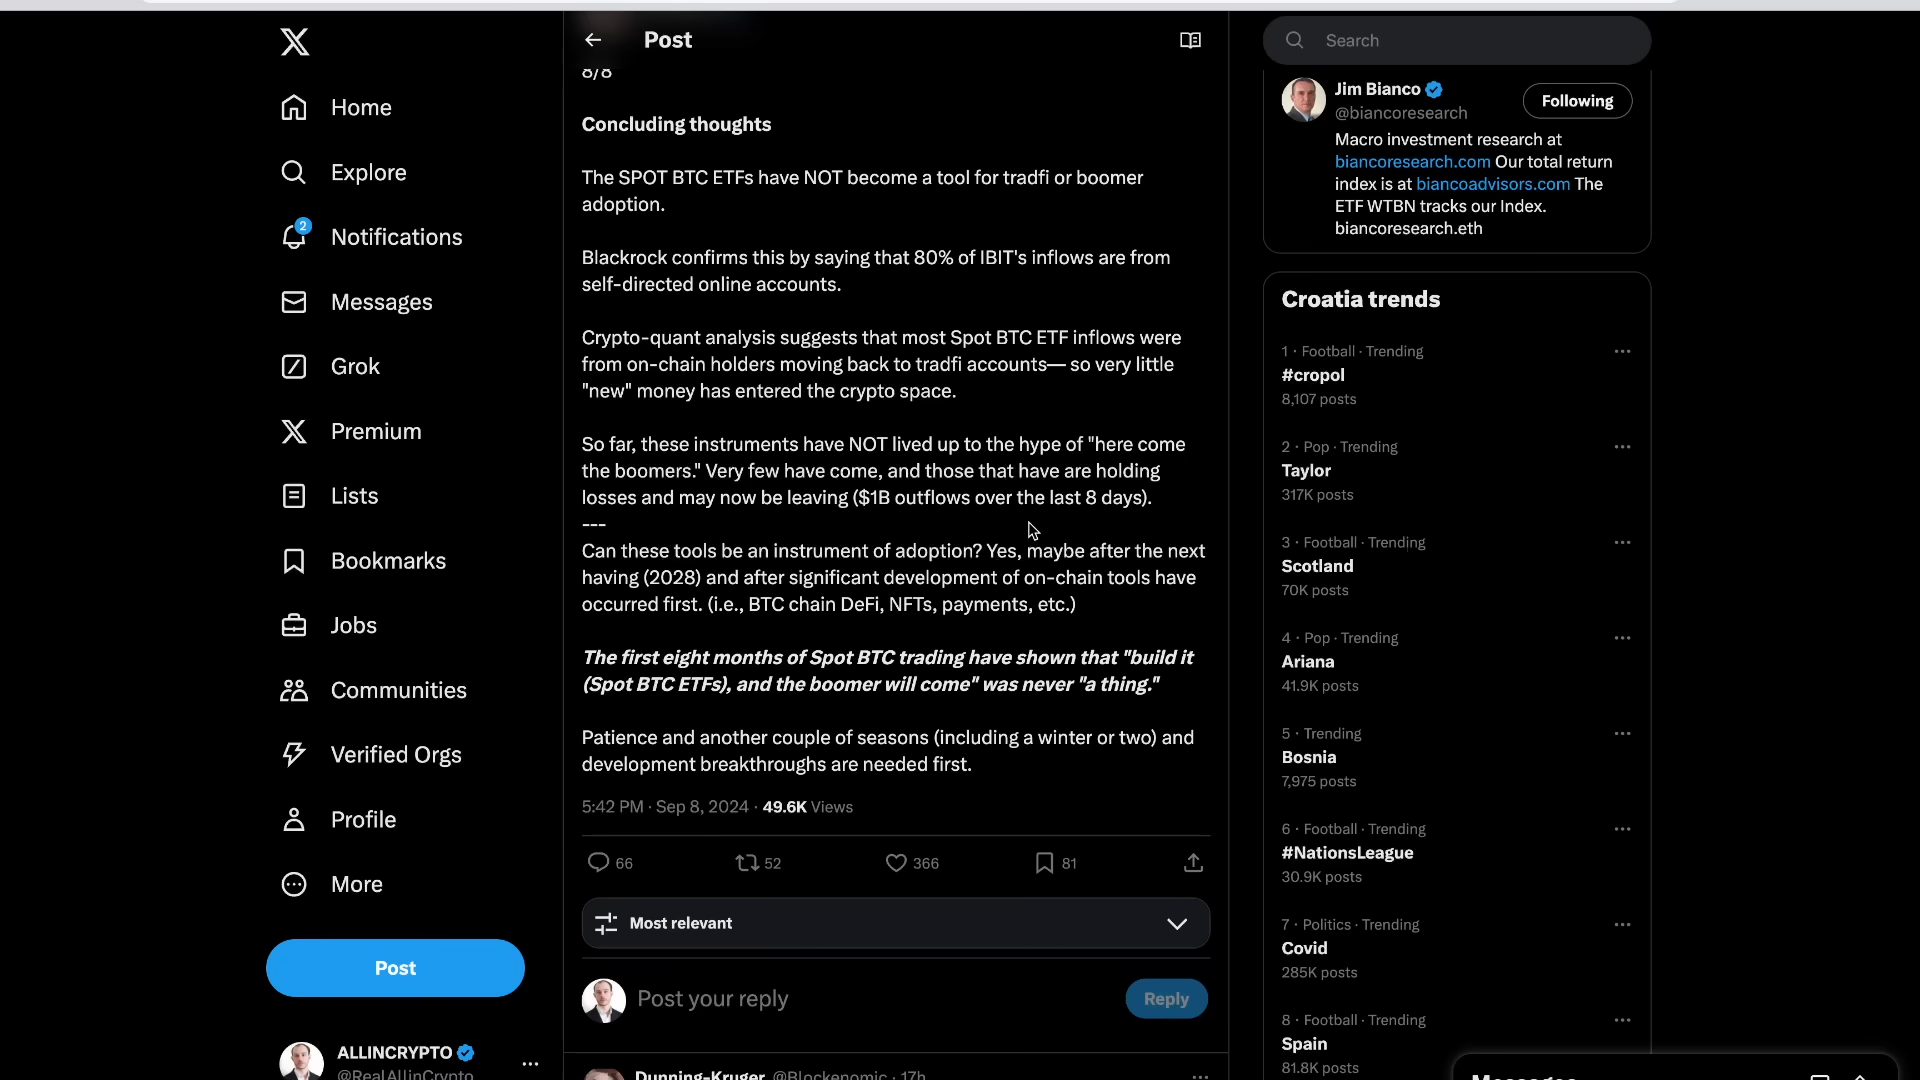 Post
Search
8/8
Home
Explore
2
Notifications
Messages
Grok
Premium
Lists
Bookmarks
Jobs
Communities
Verified Orgs
Profile
More
Post
ALLINCRYPTO
@RealAllinCrypto
Concluding thoughts
The SPOT BTC ETFs have NOT become a tool for tradfi or boomer
adoption.
Blackrock confirms this by saying that 80% of IBIT's inflows are from
self-directed online accounts.
Crypto-quant analysis suggests that most Spot BTC ETF inflows were
from on-chain holders moving back to tradfi accounts— so very little
"new" money has entered the crypto space.
So far, these instruments have NOT lived up to the hype of "here come
the boomers." Very few have come, and those that have are holding
losses and may now be leaving ($1B outflows over the last 8 days).
---
Can these tools be an instrument of adoption? Yes, maybe after the next
having (2028) and after significant development of on-chain tools have
occurred first. (i.e., BTC chain DeFi, NFTs, payments, etc.)
The first eight months of Spot BTC trading have shown that "build it
(Spot BTC ETFs), and the boomer will come" was never "a thing."
Patience and another couple of seasons (including a winter or two) and
development breakthroughs are needed first.
5:42 PM · Sep 8, 2024 · 49.6K Views
66 52 366 81
Most relevant
Post your reply
Reply
Dunning-Kruger @Blockenomic · 17h
Jim Bianco
@biancoresearch
Following
Macro investment research at
biancoresearch.com Our total return
index is at biancoadvisors.com The
ETF WTBN tracks our Index.
biancoresearch.eth
Croatia trends
1 · Football · Trending
#cropol
8,107 posts
2 · Pop · Trending
Taylor
317K posts
3 · Football · Trending
Scotland
70K posts
4 · Pop · Trending
Ariana
41.9K posts
5 · Trending
Bosnia
7,975 posts
6 · Football · Trending
#NationsLeague
30.9K posts
7 · Politics · Trending
Covid
285K posts
8 · Football · Trending
Spain
81.8K posts
Messages